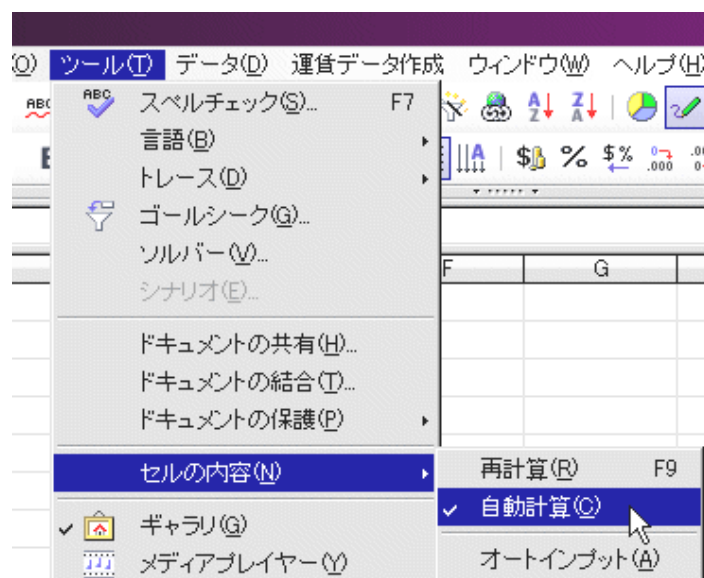 (O) ツール(T) データ(D) 運賃データ作成 ウィンドウ(W) ヘルプ(H)
ABC スペルチェック(S)... F7
言語(B)
トレース(D)
ゴールシーク(G)...
ソルバー(V)...
シナリオ(E)...
F G
ドキュメントの共有(H)...
ドキュメントの結合(T)...
ドキュメントの保護(P)
セルの内容(N)
再計算(R) F9
自動計算(C)
オートインプット(A)
ギャラリ(G)
メディアプレイヤー(Y)